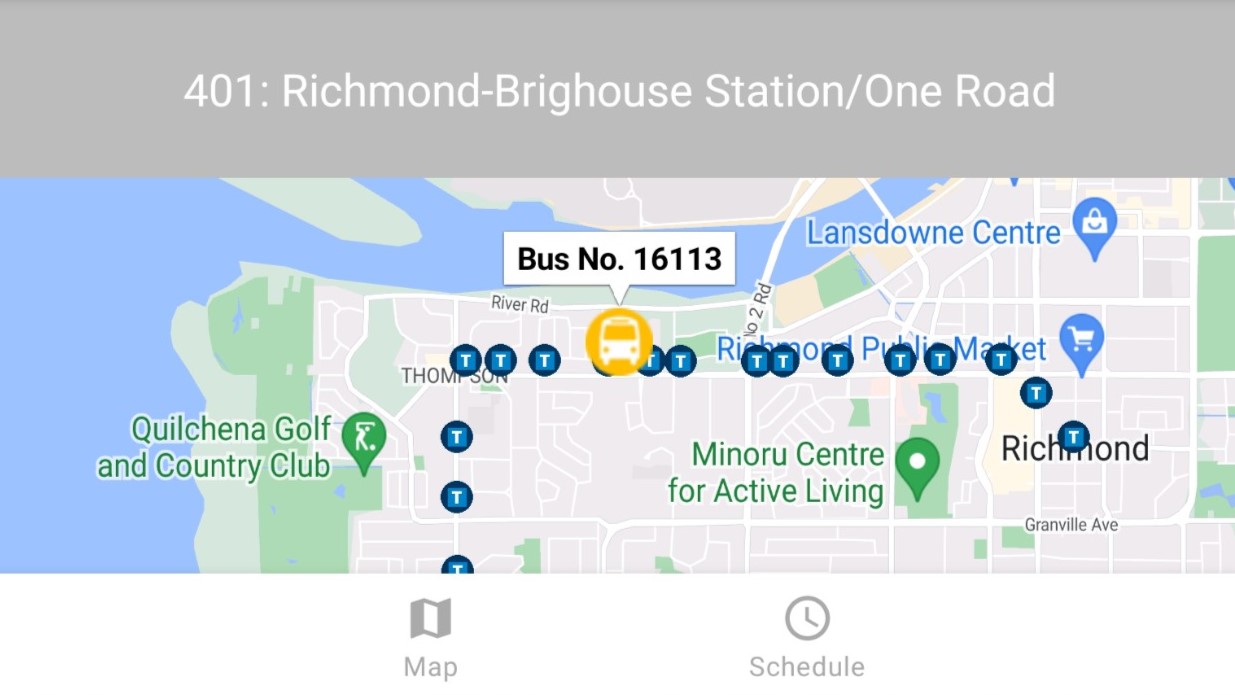 401: Richmond-Brighouse Station/One Road
Lansdowne Centre
Bus No. 16113
River Rd
No 2 Rd
Richmond Public Market
T T T T T T T T T T T
THOMPSON
T
Quilchena Golf
and Country Club
T
T
Richmond
Minoru Centre
for Active Living
T
Granville Ave
T
Map
Schedule